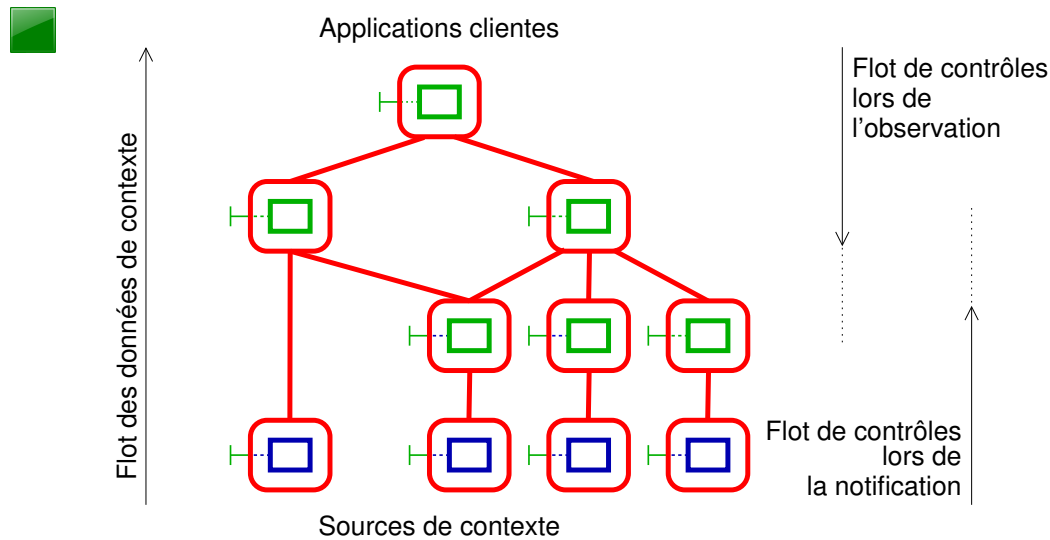 Applications clientes
Flot de contrôles
lors de
l'observation
Flot des données de contexte
Flot de contrôles
lors de
la notification
Sources de contexte